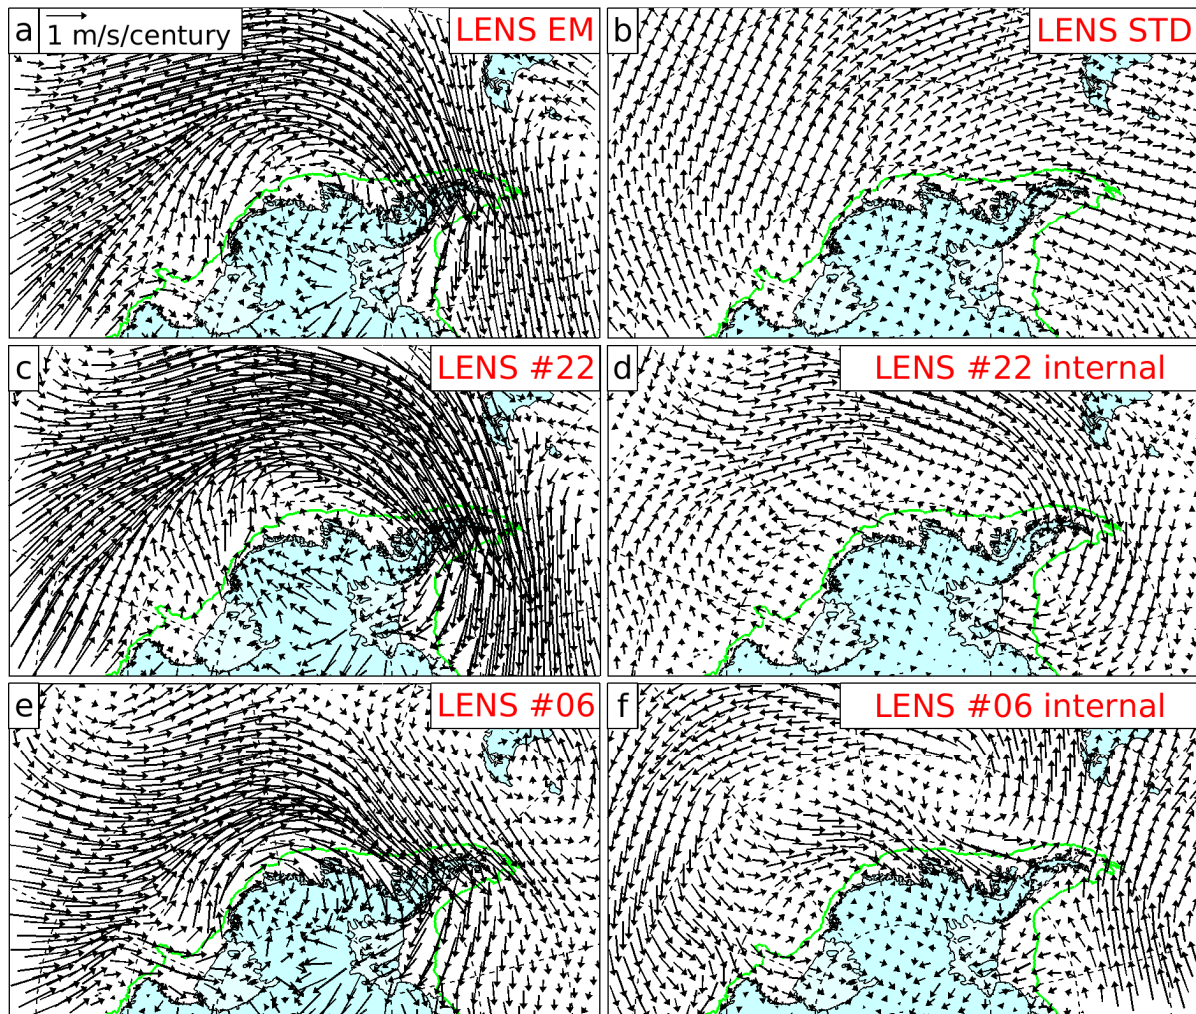 a
1 m/s/century
LENS EM
b
LENS STD
c
LENS #22
d
LENS #22 internal
e
LENS #06
f
LENS #06 internal